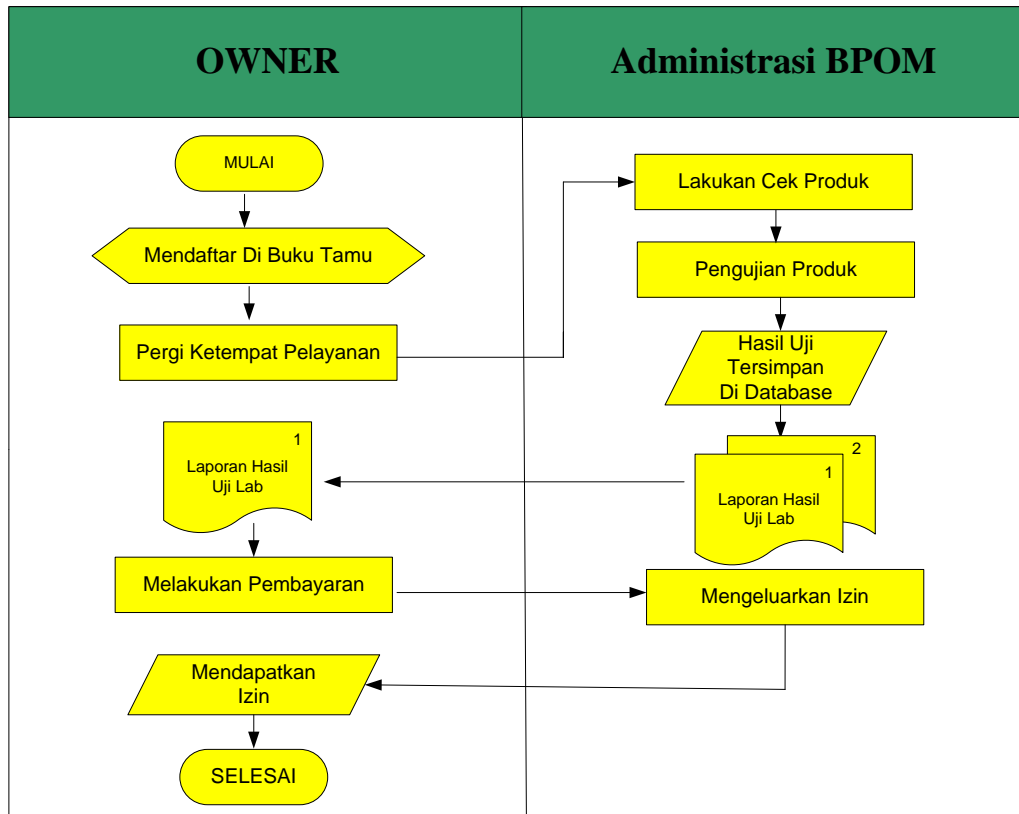 OWNER
Administrasi BPOM
MULAI
Mendaftar Di Buku Tamu
Pergi Ketempat Pelayanan
Lakukan Cek Produk
Pengujian Produk
Hasil Uji
Tersimpan
Di Database
2
1
Laporan Hasil
Uji Lab
1
Laporan Hasil
Uji Lab
Melakukan Pembayaran
Mengeluarkan Izin
Mendapatkan
Izin
SELESAI